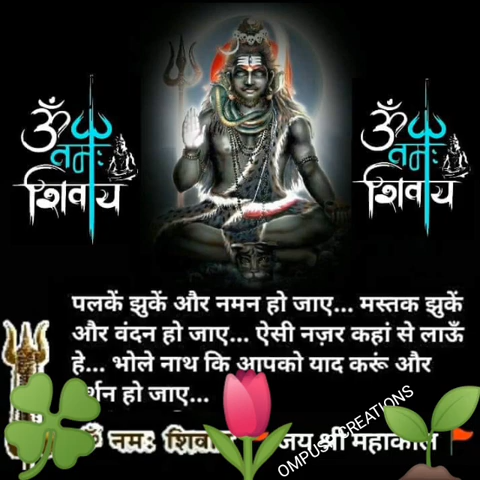 ॐ नमः शिवाय
ॐ नमः शिवाय
पलकें झुकें और नमन हो जाए... मस्तक झुकें
और वंदन हो जाए... ऐसी नज़र कहां से लाऊँ
हे... भोले नाथ कि आपको याद करूं और
हो जाए...
नमः जय श्री महाकाल
OMPUSY CREATIONS